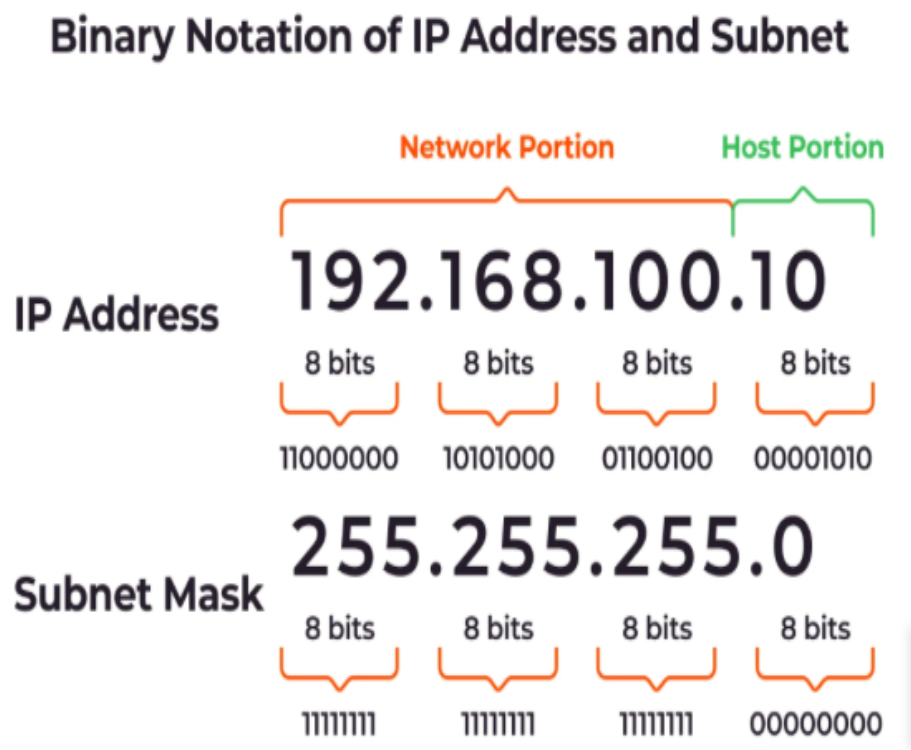 Binary Notation of IP Address and Subnet
Network Portion Host Portion
IP Address 192.168.100.10
8 bits 8 bits 8 bits 8 bits
11000000 10101000 01100100 00001010
Subnet Mask 255.255.255.0
8 bits 8 bits 8 bits 8 bits
11111111 11111111 11111111 00000000